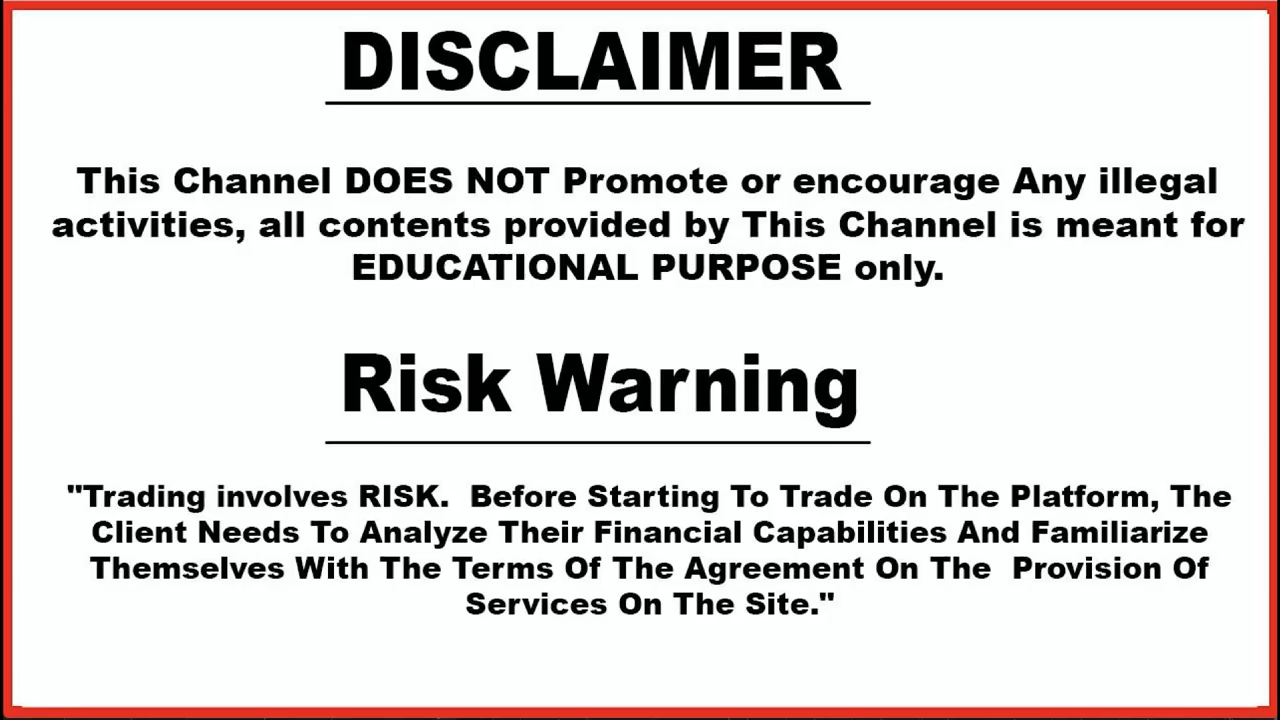 DISCLAIMER
This Channel DOES NOT Promote or encourage Any illegal
activities, all contents provided by This Channel is meant for
EDUCATIONAL PURPOSE only.
Risk Warning
"Trading involves RISK.  Before Starting To Trade On The Platform, The
Client Needs To Analyze Their Financial Capabilities And Familiarize
Themselves With The Terms Of The Agreement On The  Provision Of
Services On The Site."